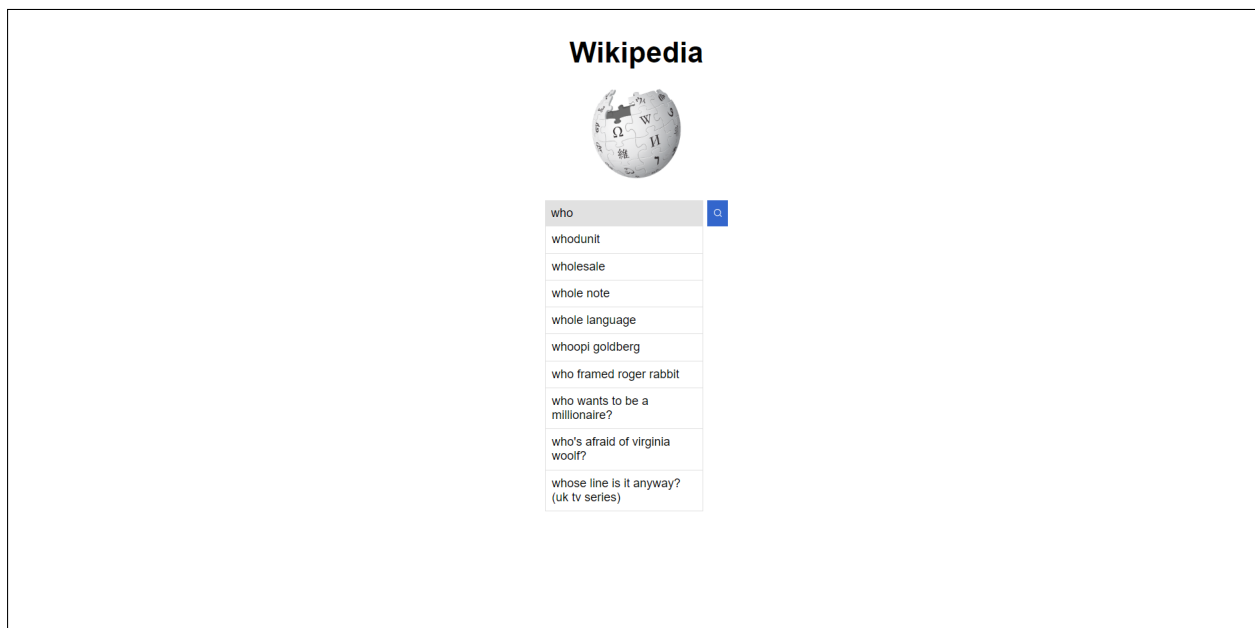 Wikipedia
Ω W И
維
who
whodunit
wholesale
whole note
whole language
whoopi goldberg
who framed roger rabbit
who wants to be a
millionaire?
who's afraid of virginia
woolf?
whose line is it anyway?
(uk tv series)